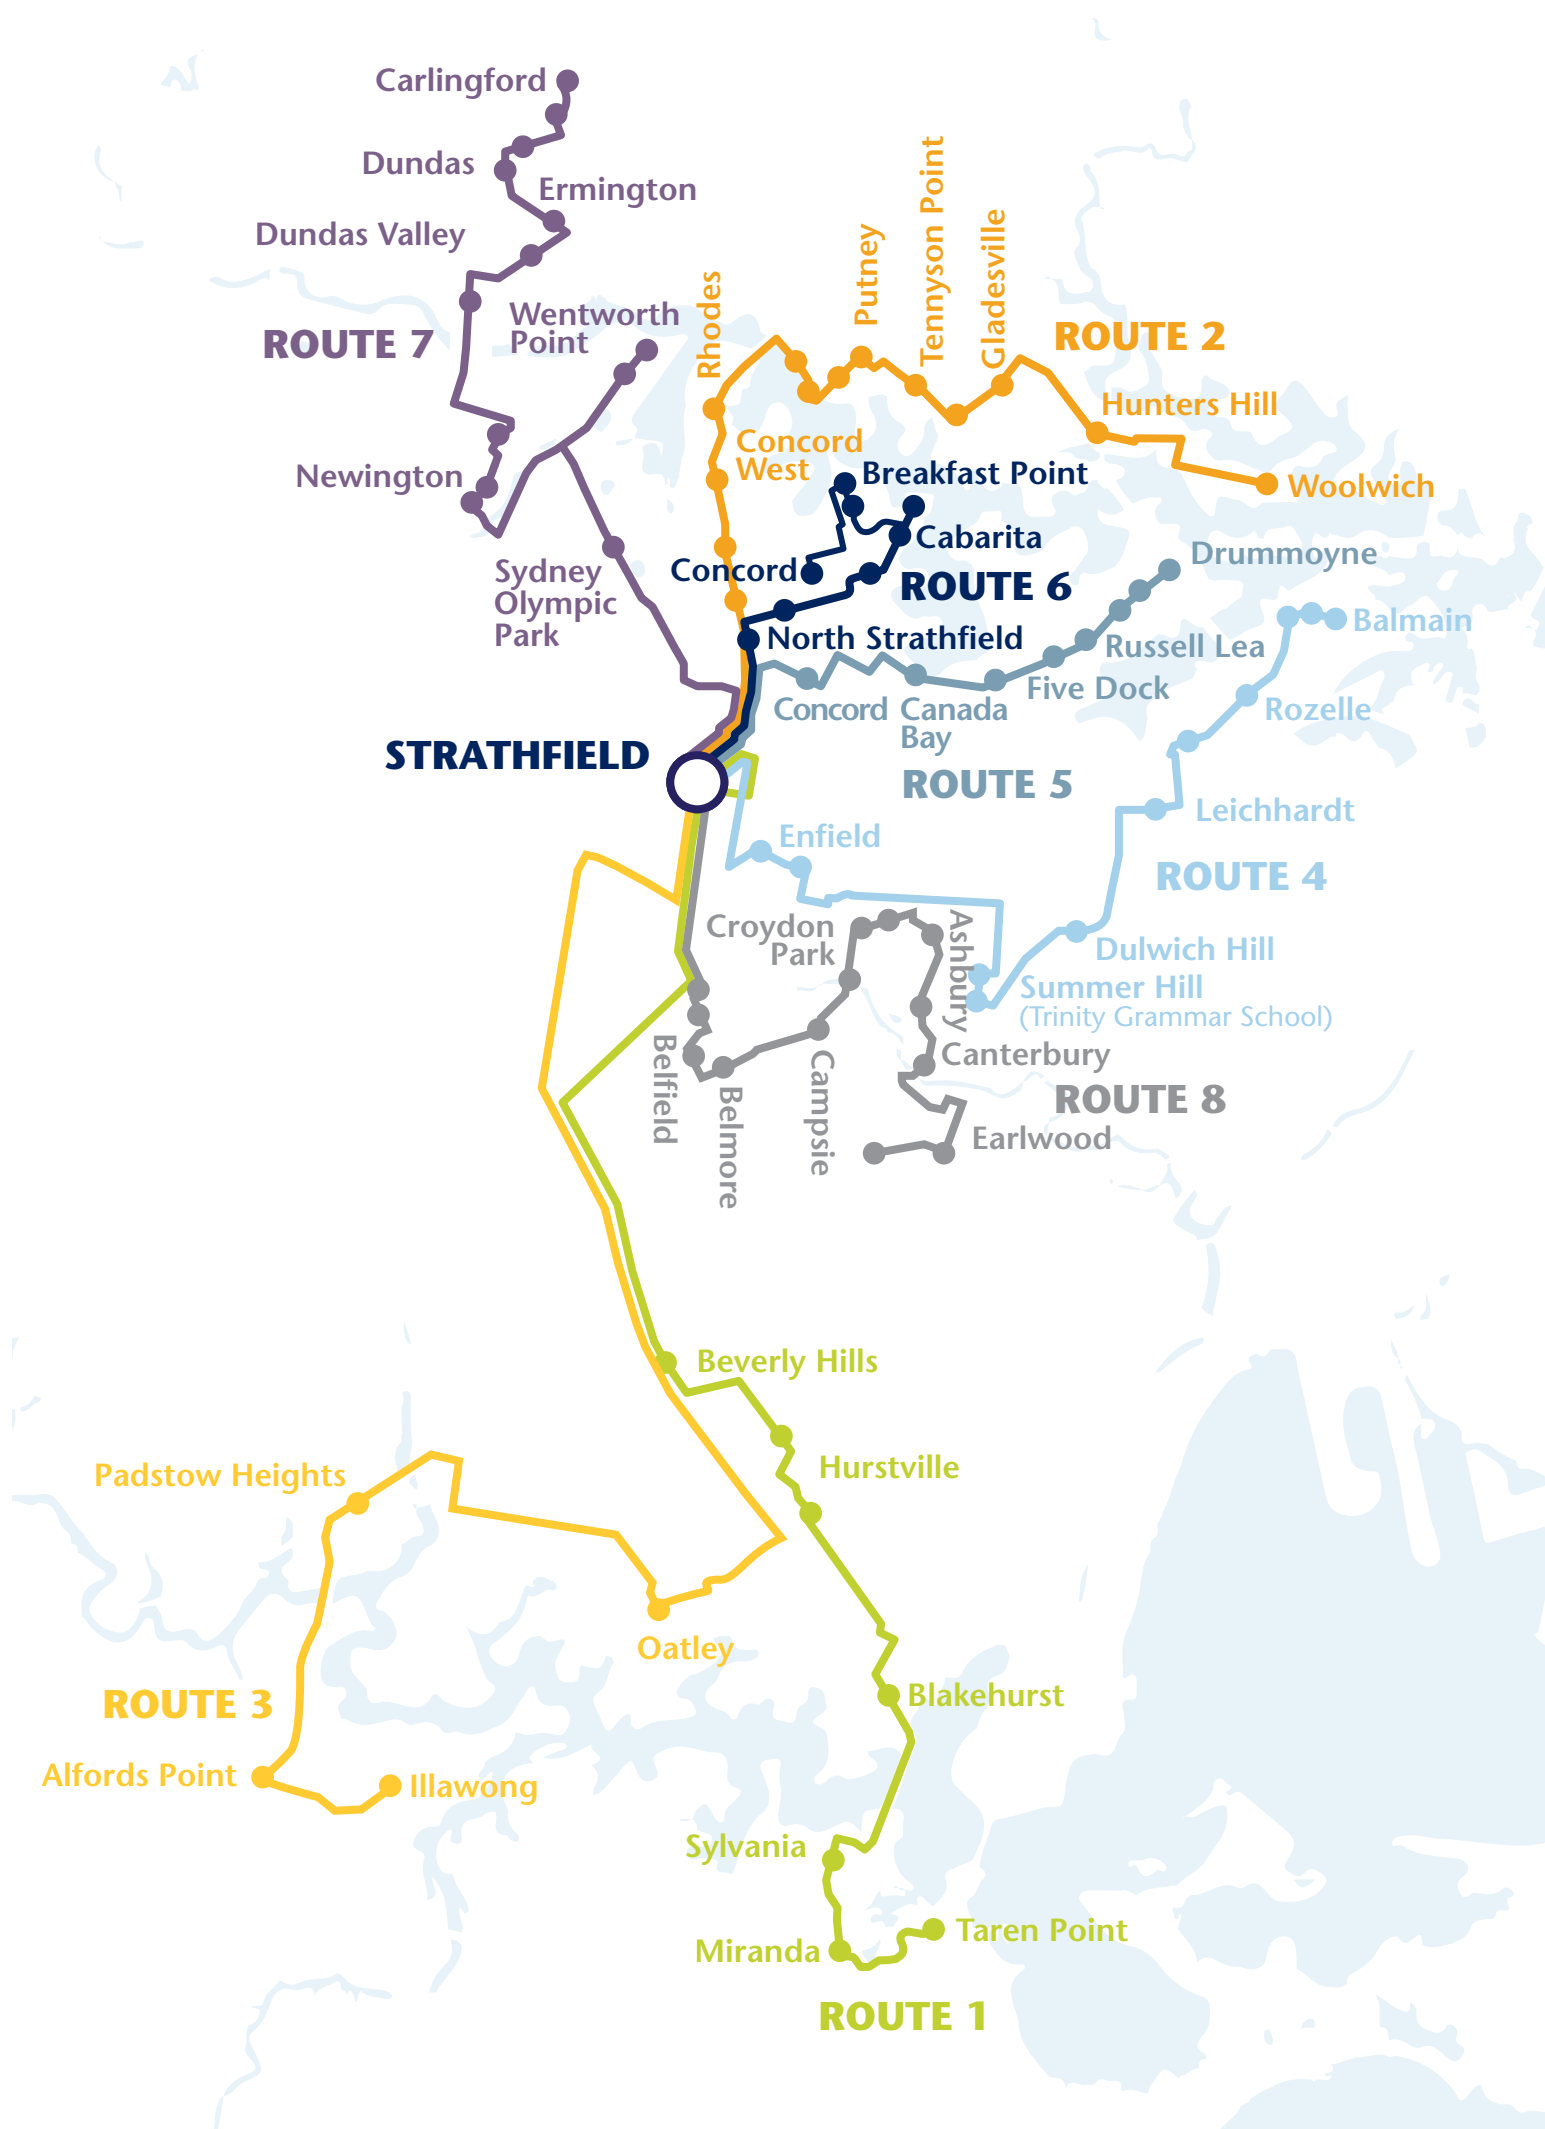 Carlingford
Dundas
Ermington
Dundas Valley
Wentworth
Point
ROUTE 7
Newington
Sydney
Olympic
Park
Rhodes
Putney
Tennyson Point
Gladesville
ROUTE 2
Hunters Hill
Woolwich
Concord
West
Breakfast Point
Cabarita
Concord
ROUTE 6
North Strathfield
Drummoyne
Russell Lea
Five Dock
Concord
Canada
Bay
ROUTE 5
Balmain
Rozelle
Leichhardt
ROUTE 4
Enfield
Dulwich Hill
Summer Hill
(Trinity Grammar School)
STRATHFIELD
Croydon
Park
Ashbury
Canterbury
ROUTE 8
Earlwood
Belfield
Belmore
Campsie
Beverly Hills
Hurstville
Padstow Heights
Oatley
ROUTE 3
Alfords Point
Illawong
Blakehurst
Sylvania
Taren Point
Miranda
ROUTE 1